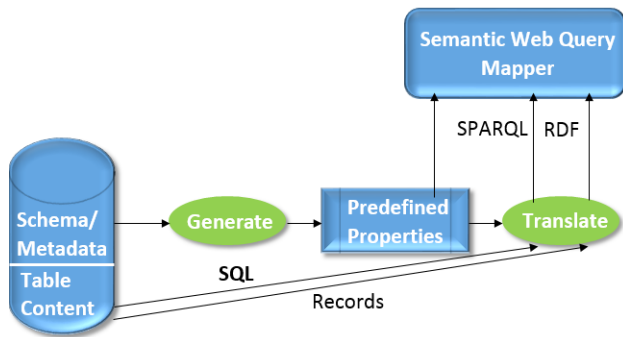 Semantic Web Query
Mapper
SPARQL RDF
Schema/
Metadata
Generate
Predefined
Properties
Translate
Table
Content
SQL
Records